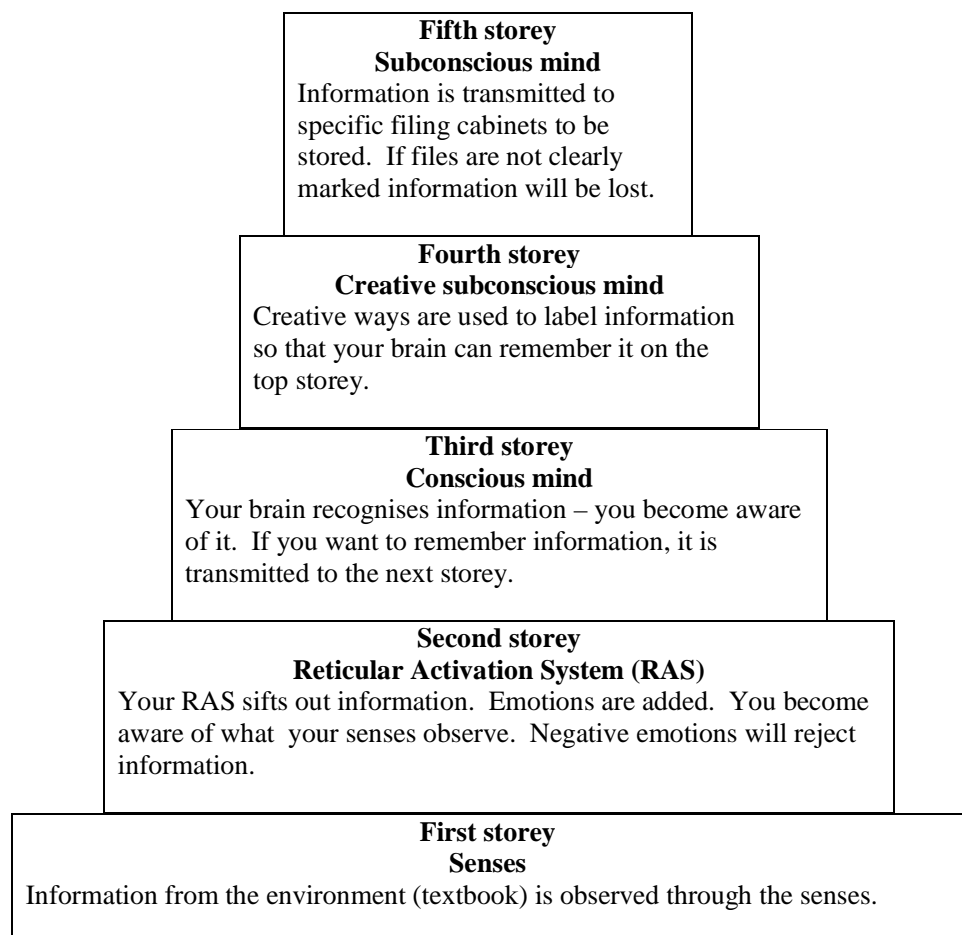 Fifth storey
Subconscious mind
Information is transmitted to
specific filing cabinets to be
stored. If files are not clearly
marked information will be lost.
Fourth storey
Creative subconscious mind
Creative ways are used to label information
so that your brain can remember it on the
top storey.
Third storey
Conscious mind
Your brain recognises information – you become aware
of it. If you want to remember information, it is
transmitted to the next storey.
Second storey
Reticular Activation System (RAS)
Your RAS sifts out information. Emotions are added. You become
aware of what your senses observe. Negative emotions will reject
information.
First storey
Senses
Information from the environment (textbook) is observed through the senses.